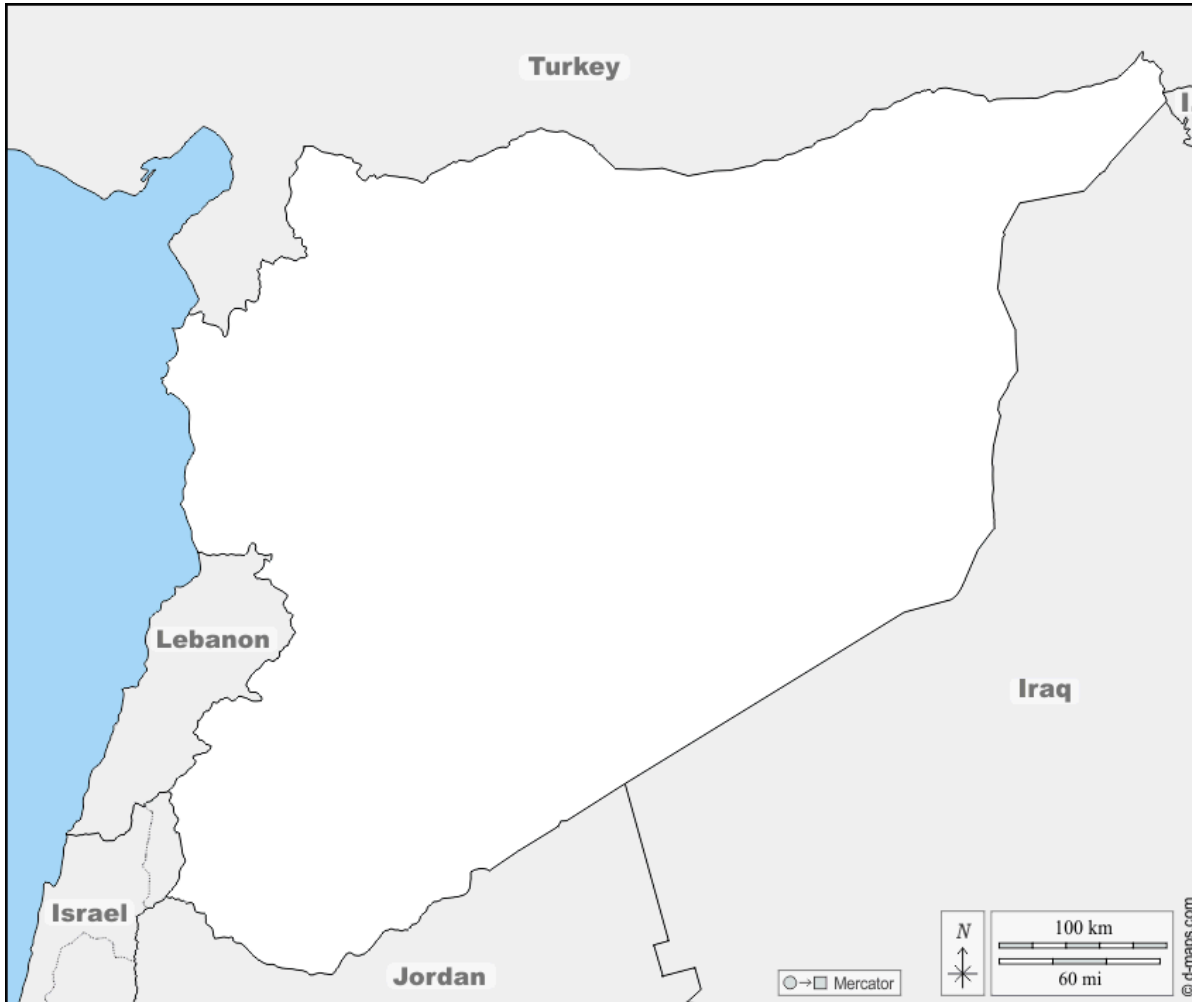 Turkey
Lebanon
Iraq
Israel
Jordan
N
100 km
60 mi
Mercator
© d-maps.com